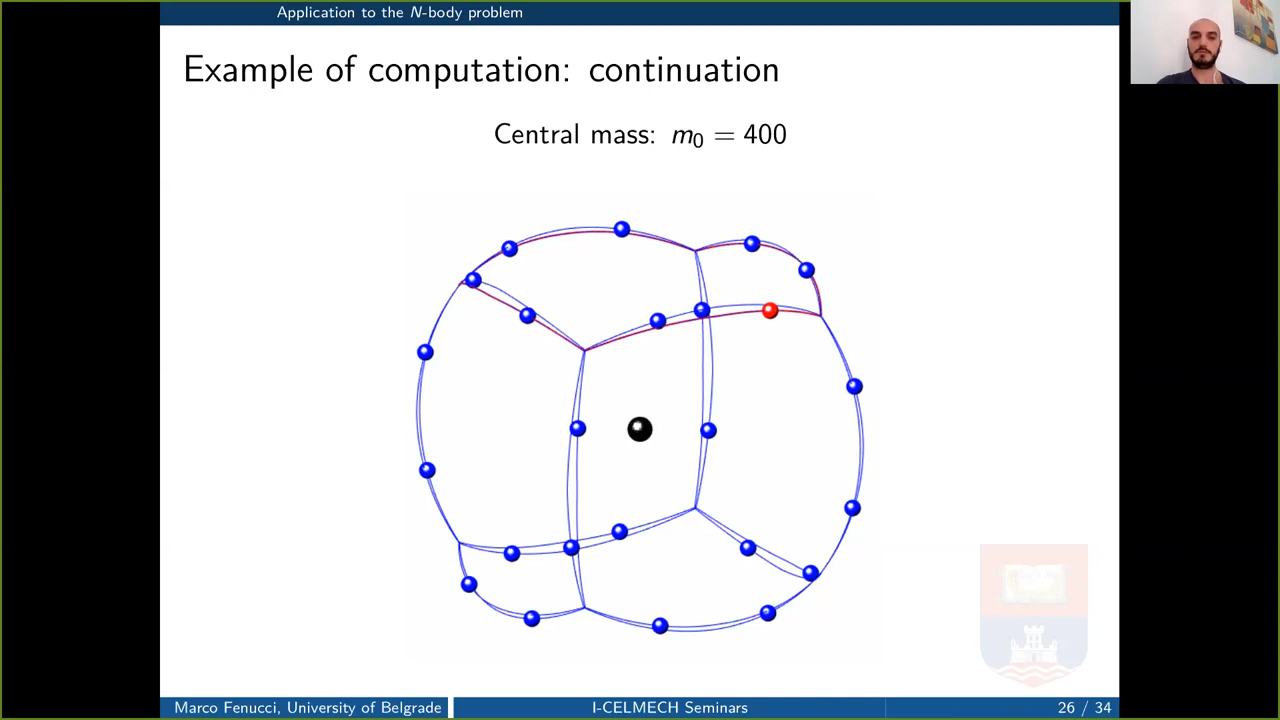 Application to the N-body problem
Example of computation: continuation
Central mass: m₀ = 400
Marco Fenucci, University of Belgrade
I-CELMECH Seminars
26 / 34